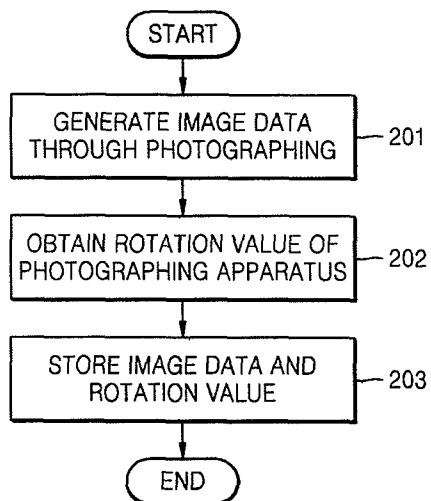 START
GENERATE IMAGE DATA
THROUGH PHOTOGRAPHING
201
OBTAIN ROTATION VALUE OF
PHOTOGRAPHING APPARATUS
202
STORE IMAGE DATA AND
ROTATION VALUE
203
END